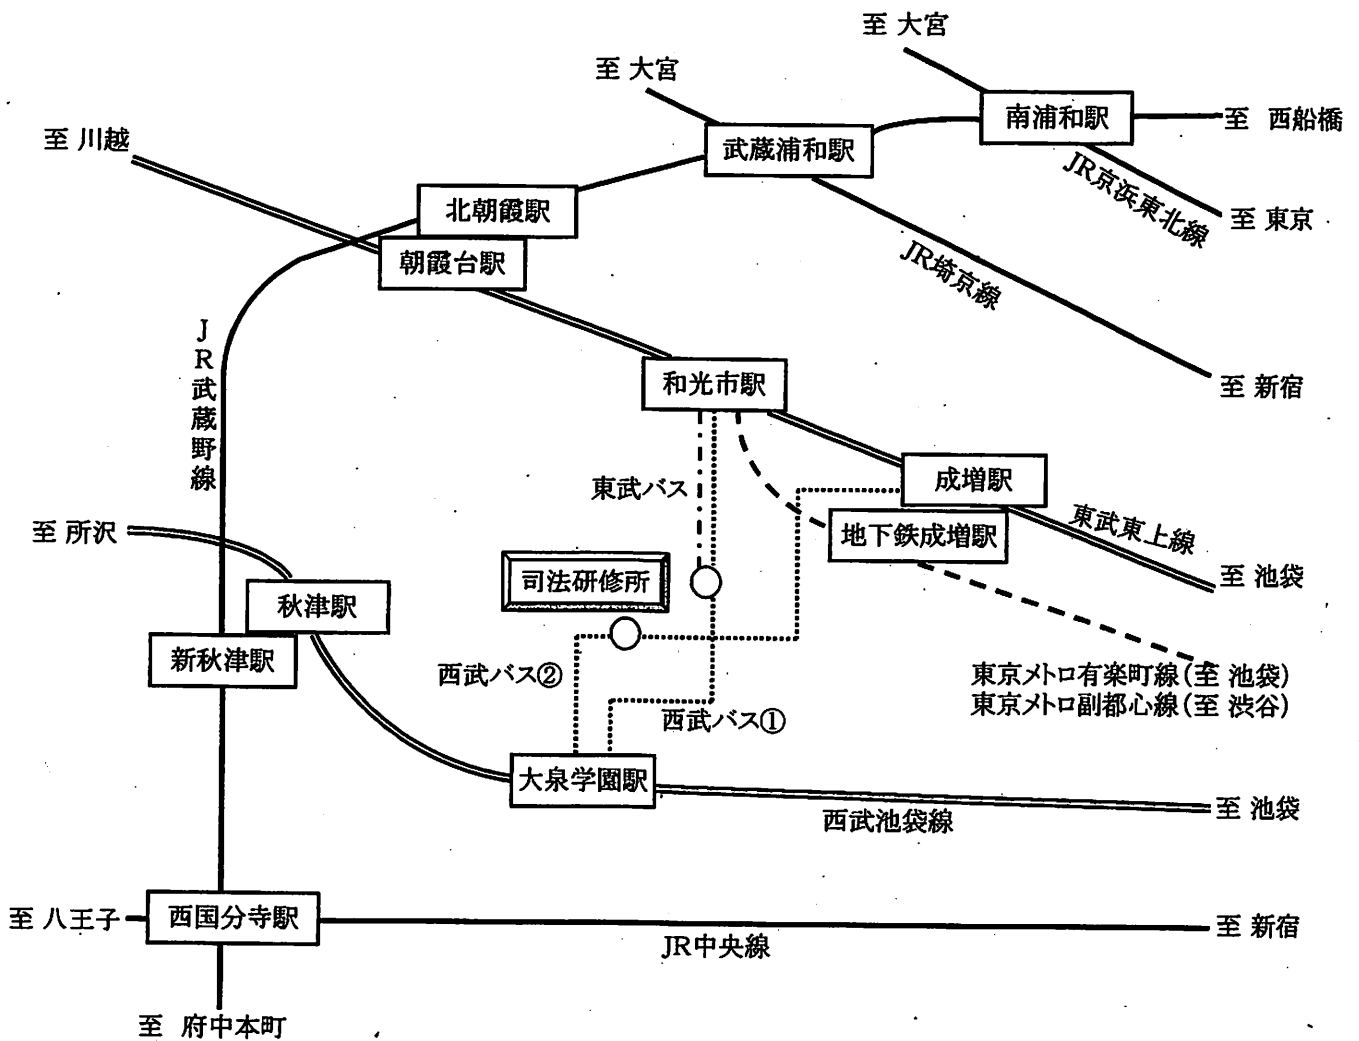 至 大宮
至 大宮
南浦和駅
至 西船橋
武蔵浦和駅
至 川越
JR京浜東北線
至 東京
北朝霞駅
朝霞台駅
JR埼京線
JR武蔵野線
和光市駅
至 新宿
東武バス
成増駅
地下鉄成増駅
東武東上線
至 所沢
司法研修所
至 池袋
秋津駅
新秋津駅
西武バス②
東京メトロ有楽町線(至 池袋)
東京メトロ副都心線(至 渋谷)
西武バス①
大泉学園駅
西武池袋線
至 池袋
至 八王子
西国分寺駅
JR中央線
至 新宿
至 府中本町